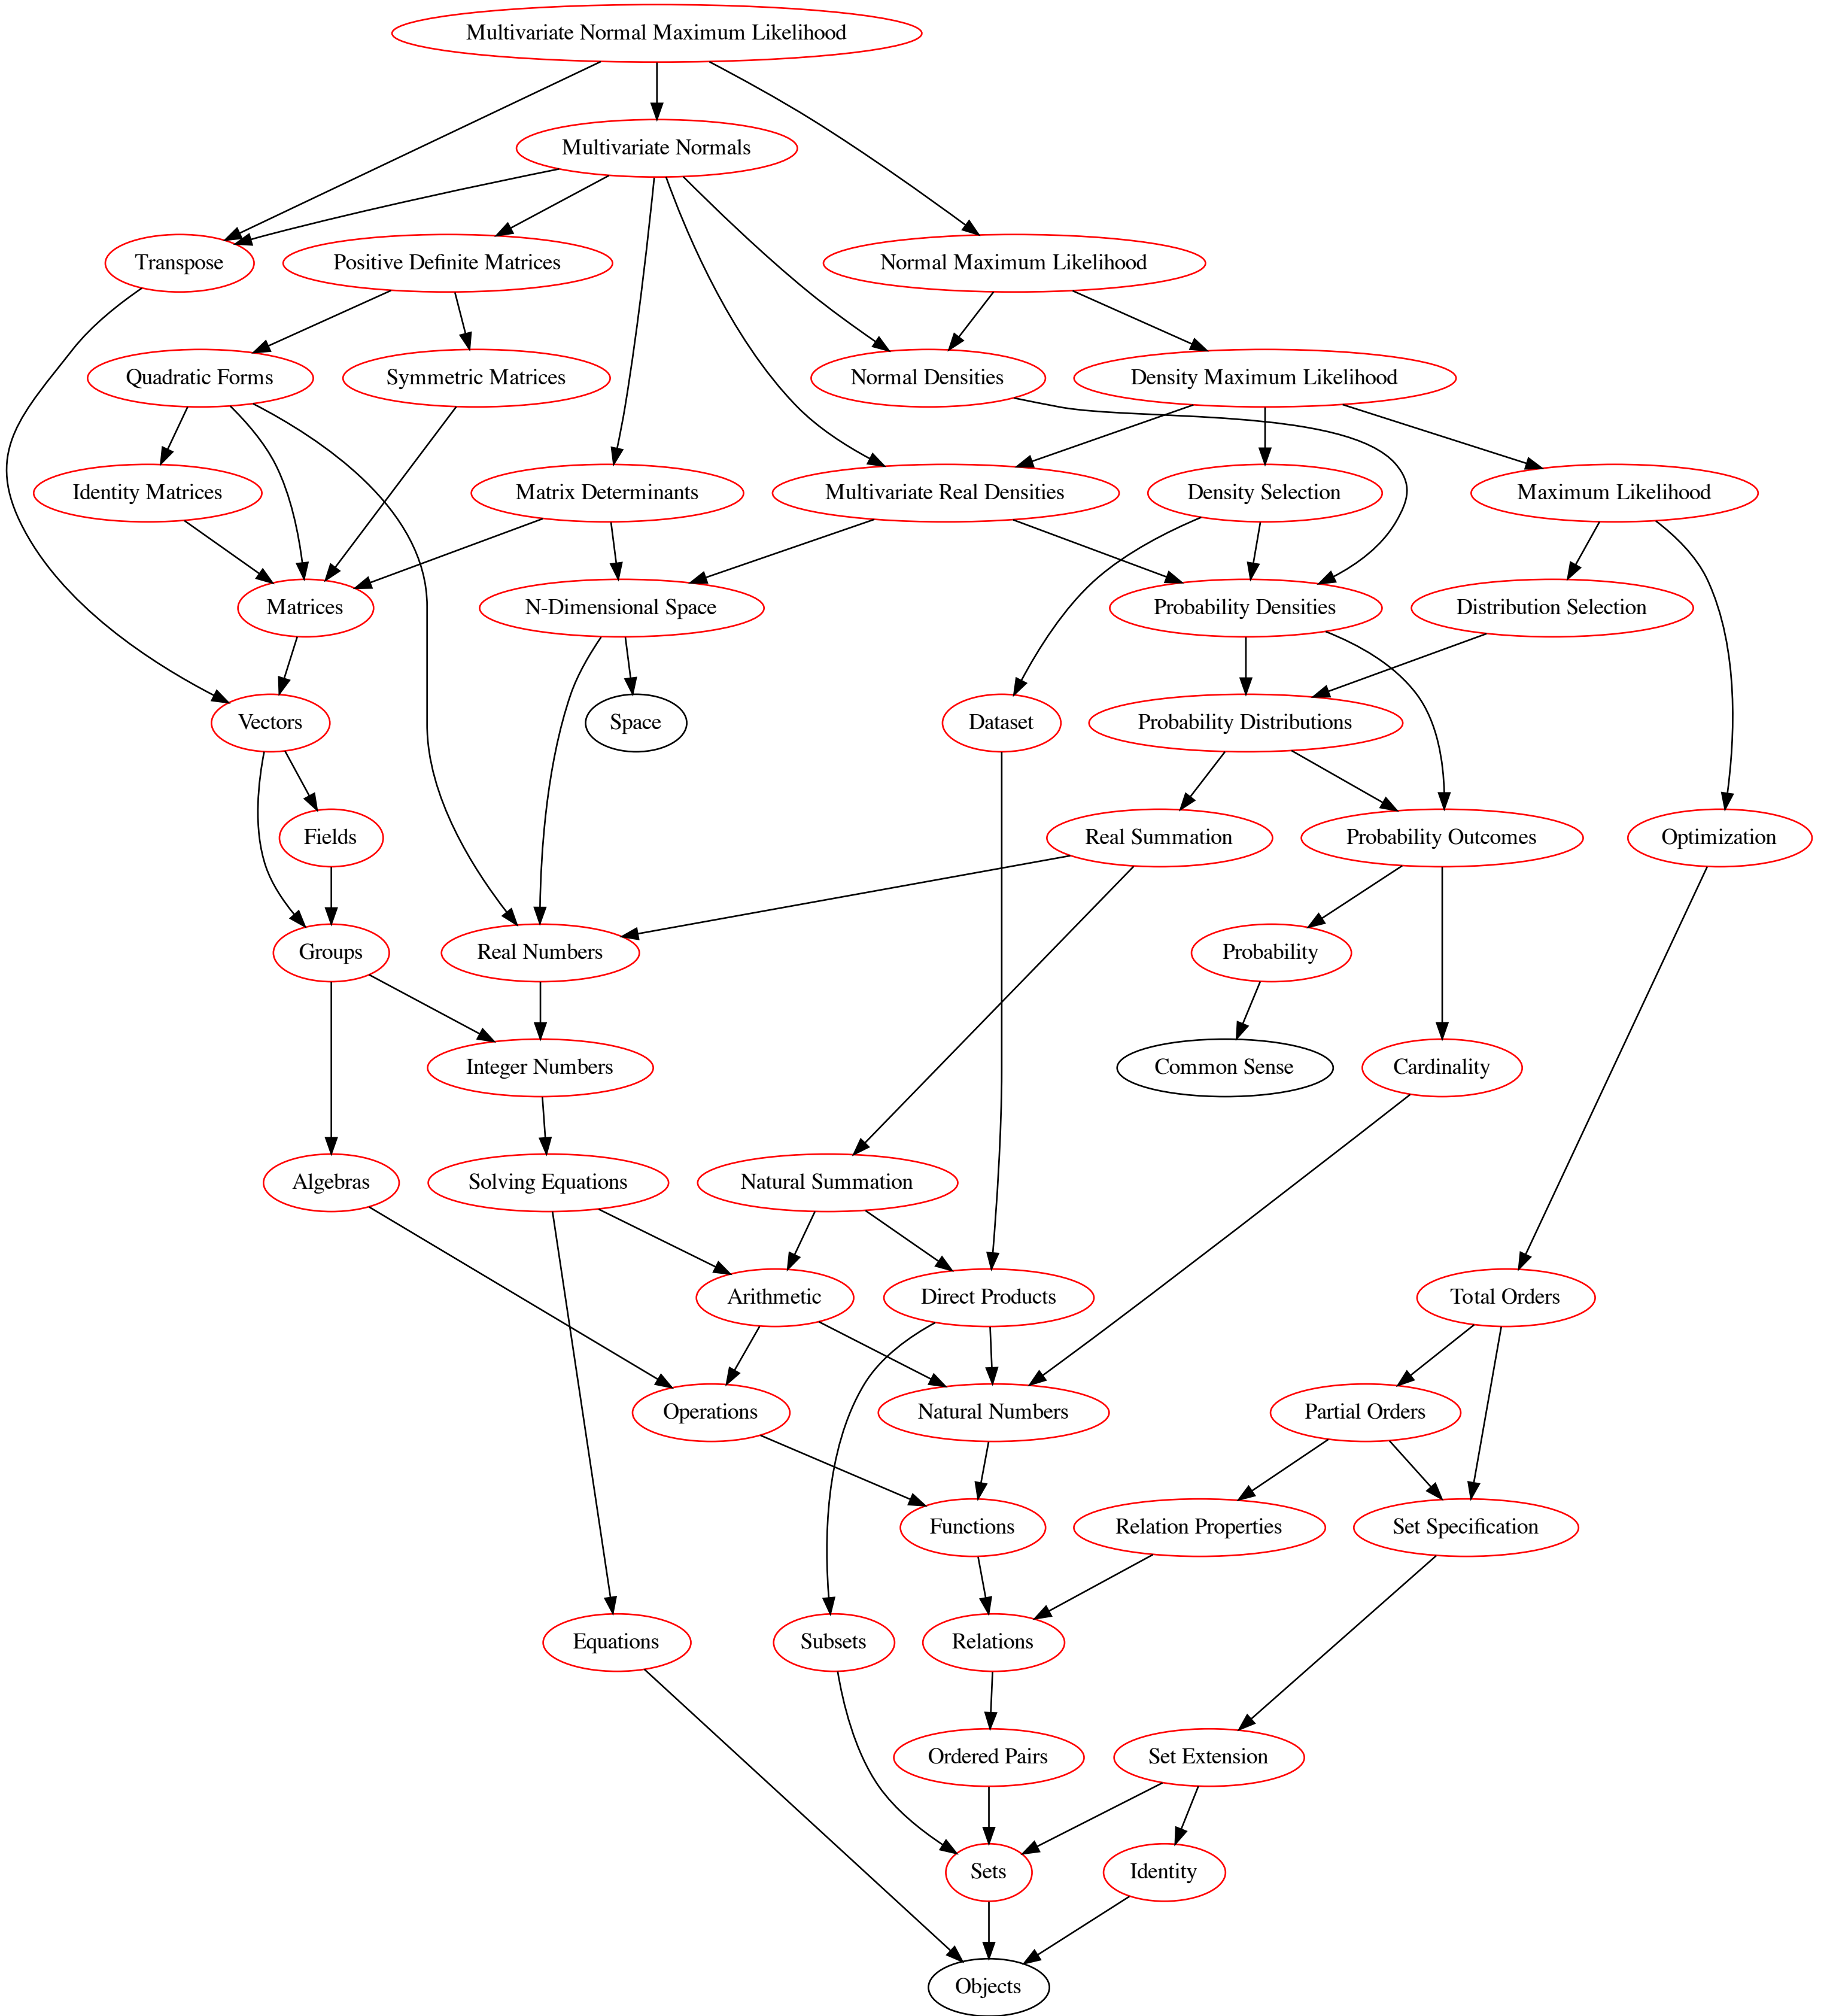 Multivariate Normal Maximum Likelihood
Multivariate Normals
Transpose
Positive Definite Matrices
Normal Maximum Likelihood
Quadratic Forms
Symmetric Matrices
Normal Densities
Density Maximum Likelihood
Identity Matrices
Matrix Determinants
Multivariate Real Densities
Density Selection
Maximum Likelihood
Matrices
N-Dimensional Space
Probability Densities
Distribution Selection
Vectors
Space
Dataset
Probability Distributions
Fields
Real Summation
Probability Outcomes
Optimization
Groups
Real Numbers
Probability
Integer Numbers
Common Sense
Cardinality
Algebras
Solving Equations
Natural Summation
Arithmetic
Direct Products
Total Orders
Operations
Natural Numbers
Partial Orders
Functions
Relation Properties
Set Specification
Equations
Subsets
Relations
Ordered Pairs
Set Extension
Sets
Identity
Objects